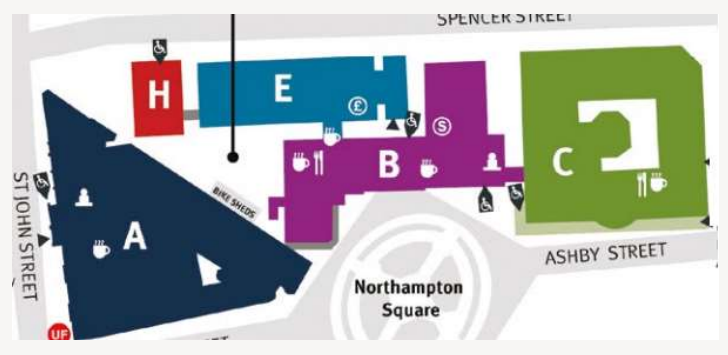 SPENCER STREET
H
E
£
S
B
C
ST JOHN STREET
BIKE SHEDS
A
ASHBY STREET
Northampton
Square
UF